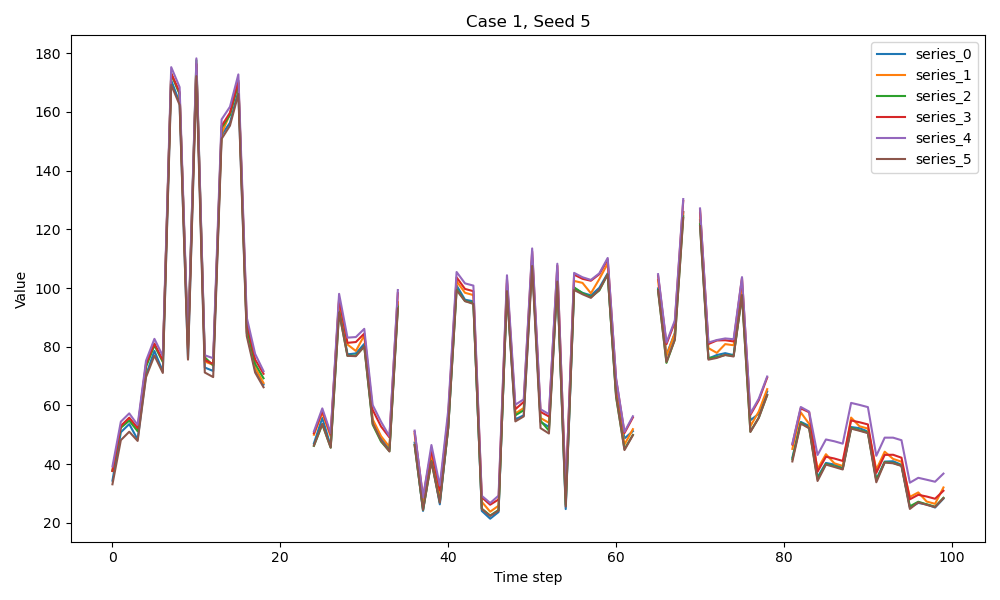 Case 1, Seed 5
series_0
series_1
series_2
series_3
series_4
series_5
Value
180
160
140
120
100
80
60
40
20
0 20 40 60 80 100
Time step